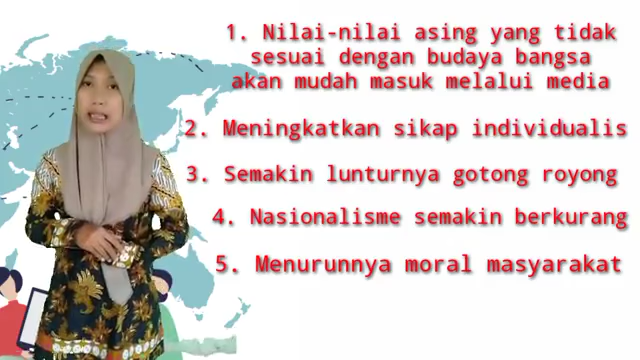 1. Nilai-nilai asing yang tidak
sesuai dengan budaya bangsa
akan mudah masuk melalui media
2. Meningkatkan sikap individualis
3. Semakin lunturnya gotong royong
4. Nasionalisme semakin berkurang
5. Menurunnya moral masyarakat